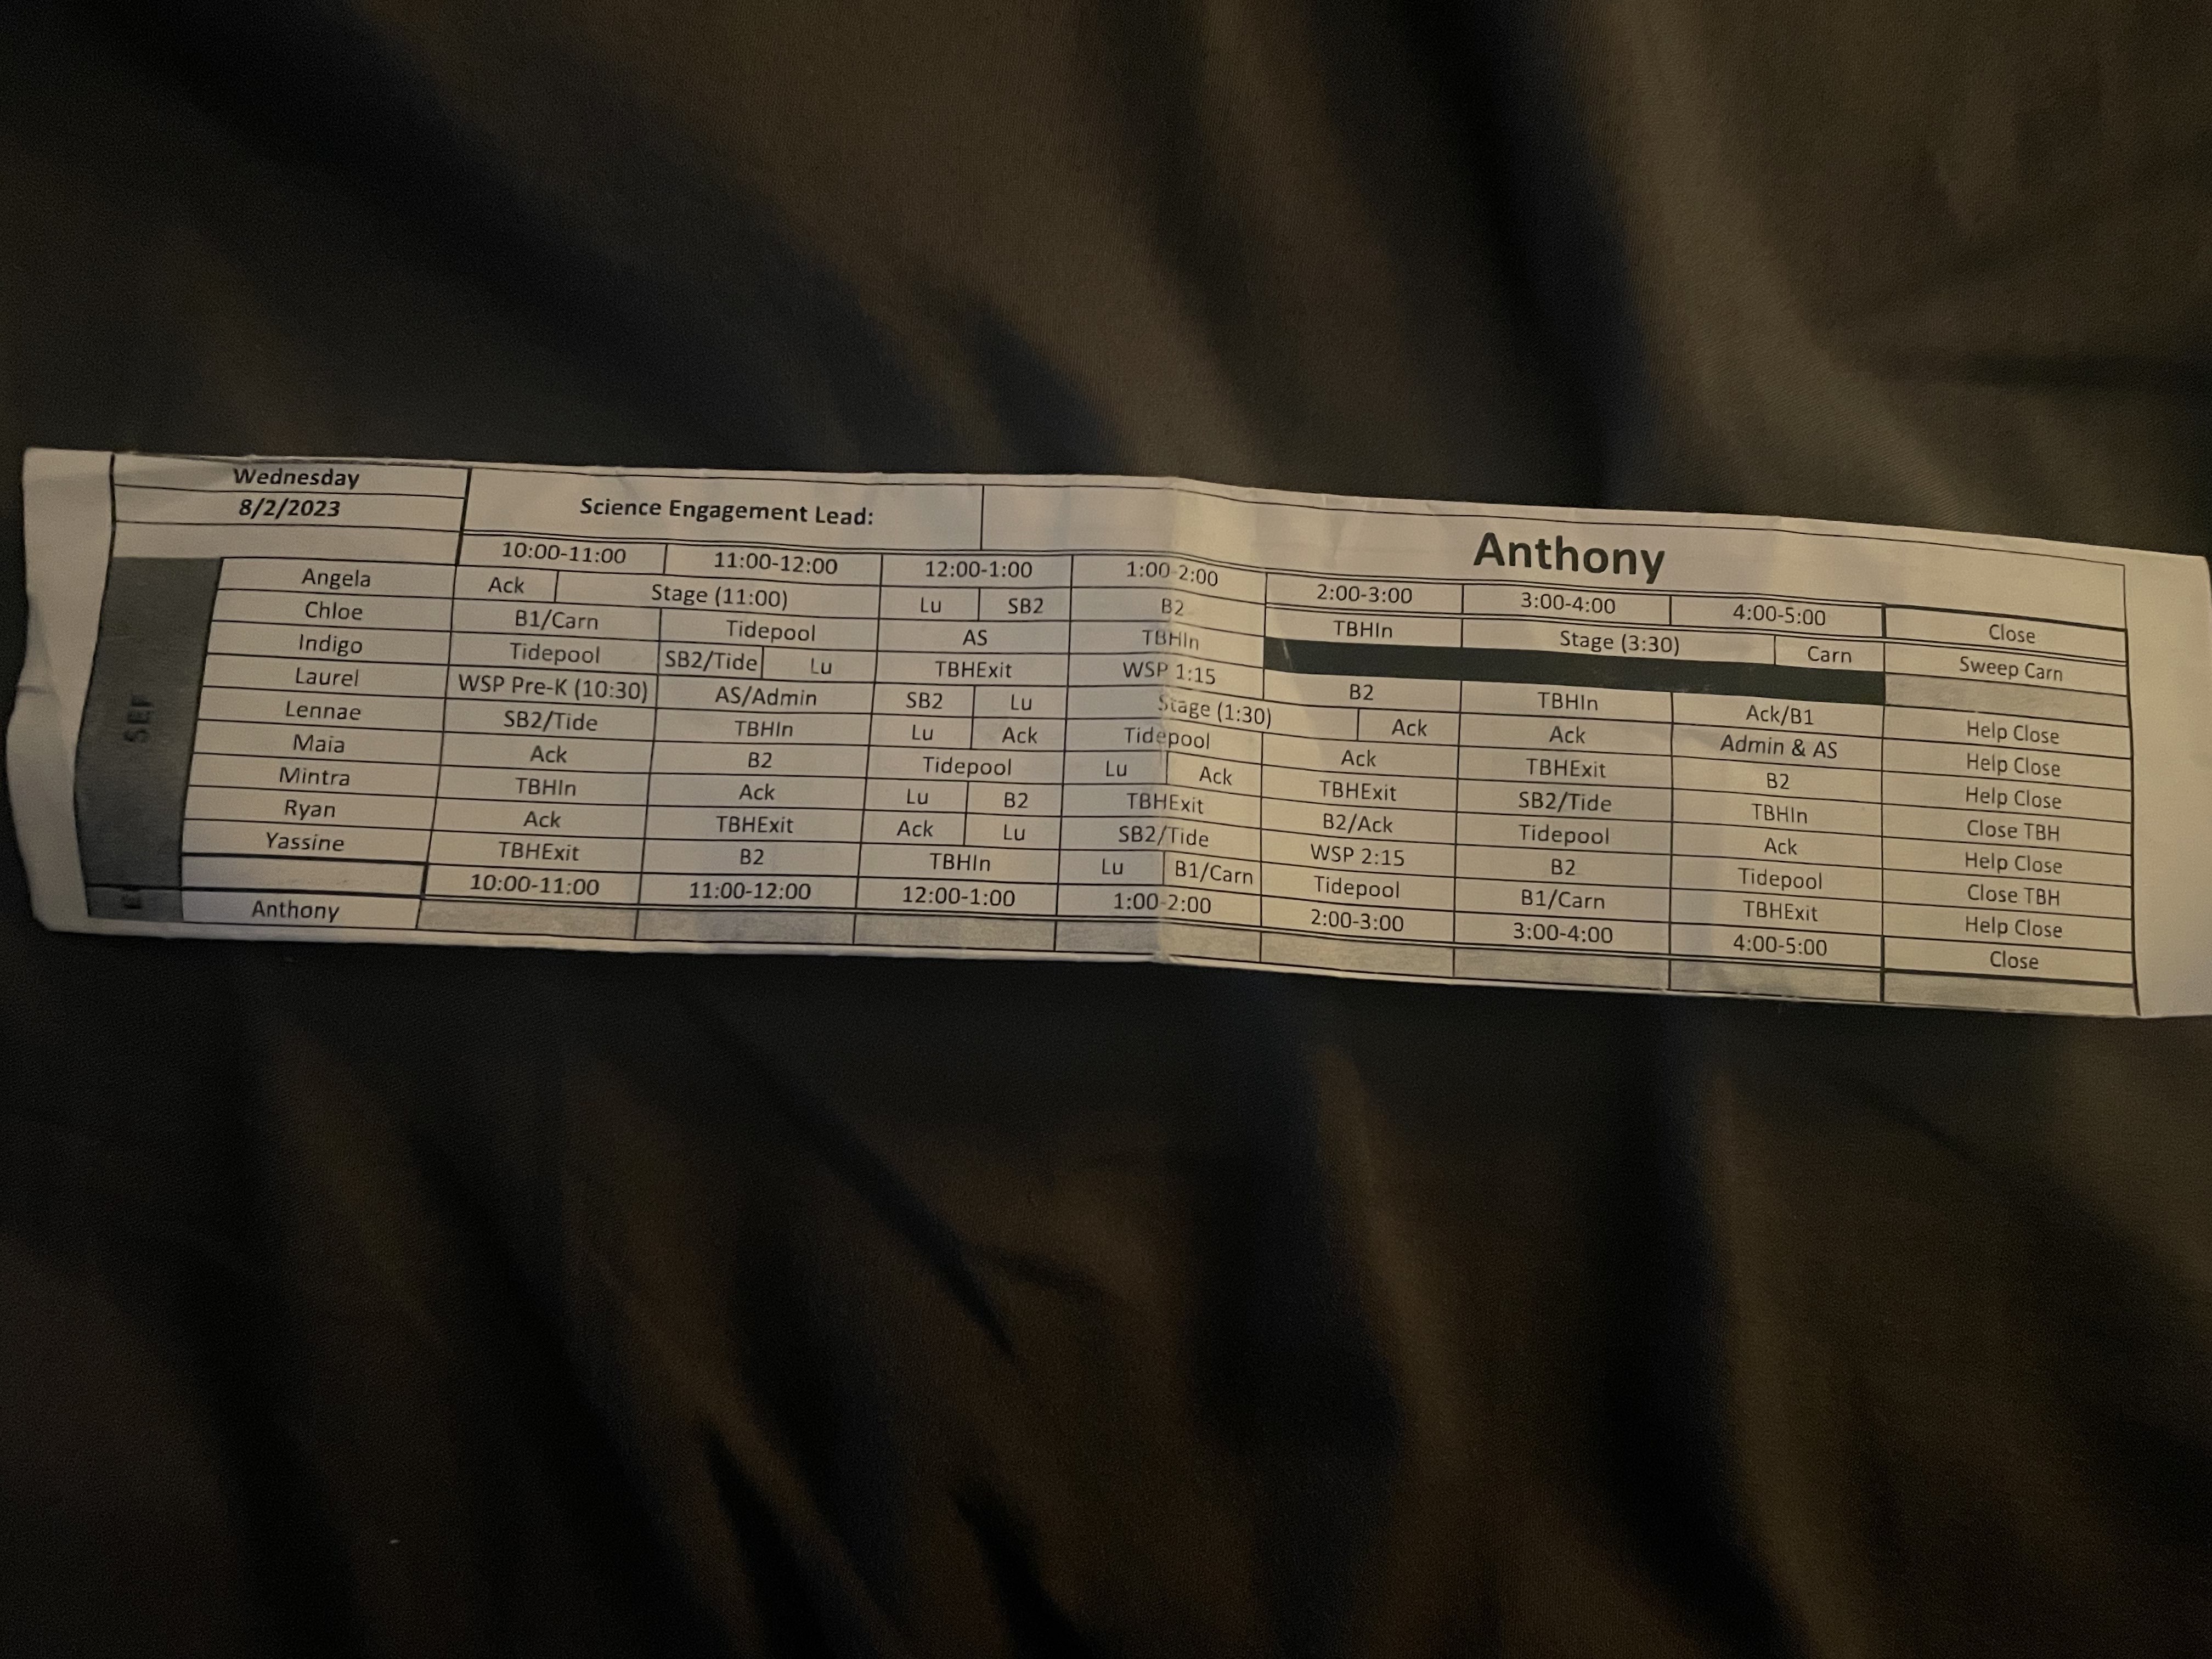 Wednesday
8/2/2023
Science Engagement Lead: Anthony
10:00-11:00 11:00-12:00 12:00-1:00 1:00-2:00 2:00-3:00 3:00-4:00 4:00-5:00 Close
SEF
Angela Ack Stage (11:00) Lu SB2 B2 TBHIn Stage (3:30) Carn Sweep Carn
Chloe B1/Carn Tidepool AS TBHIn
Indigo Tidepool SB2/Tide Lu TBHExit WSP 1:15 B2 TBHIn Ack/B1 Help Close
Laurel WSP Pre-K (10:30) AS/Admin SB2 Lu Stage (1:30) Ack Ack Admin & AS Help Close
Lennae SB2/Tide TBHIn Lu Ack Tidepool Ack TBHExit B2 Help Close
Maia Ack B2 Tidepool Lu Ack TBHExit SB2/Tide TBHIn Close TBH
Mintra TBHIn Ack Lu B2 TBHExit B2/Ack Tidepool Ack Help Close
Ryan Ack TBHExit Ack Lu SB2/Tide WSP 2:15 B2 Tidepool Close TBH
Yassine TBHExit B2 TBHIn Lu B1/Carn Tidepool B1/Carn TBHExit Help Close
10:00-11:00 11:00-12:00 12:00-1:00 1:00-2:00 2:00-3:00 3:00-4:00 4:00-5:00 Close
Anthony